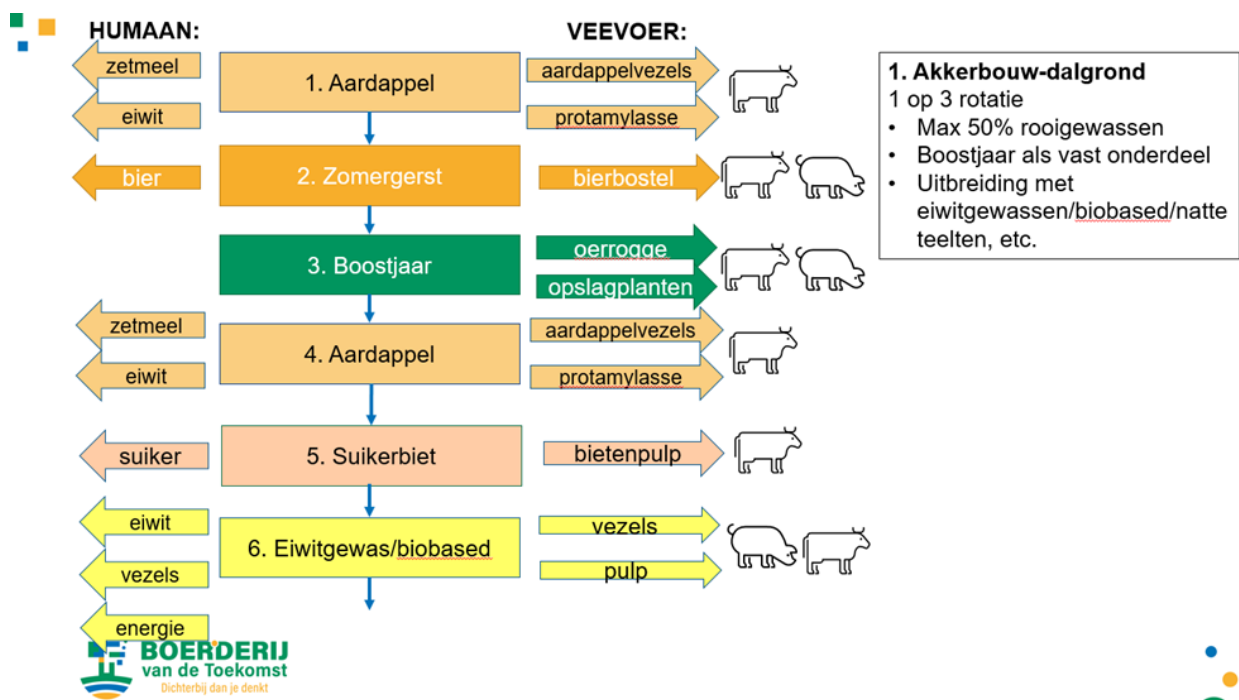 HUMAAN:
VEEVOER:
zetmeel
1. Aardappel
aardappelvezels
eiwit
protamylasse
bier
2. Zomergerst
bierbostel
3. Boostjaar
oerrogge
opslagplanten
zetmeel
4. Aardappel
aardappelvezels
eiwit
protamylasse
suiker
5. Suikerbiet
bietenpulp
eiwit
6. Eiwitgewas/biobased
vezels
vezels
pulp
energie
1. Akkerbouw-dalgrond
1 op 3 rotatie
• Max 50% rooigewassen
• Boostjaar als vast onderdeel
• Uitbreiding met
eiwitgewassen/biobased/natte
teelten, etc.
BOERDERIJ
van de Toekomst
Dichterbij dan je denkt